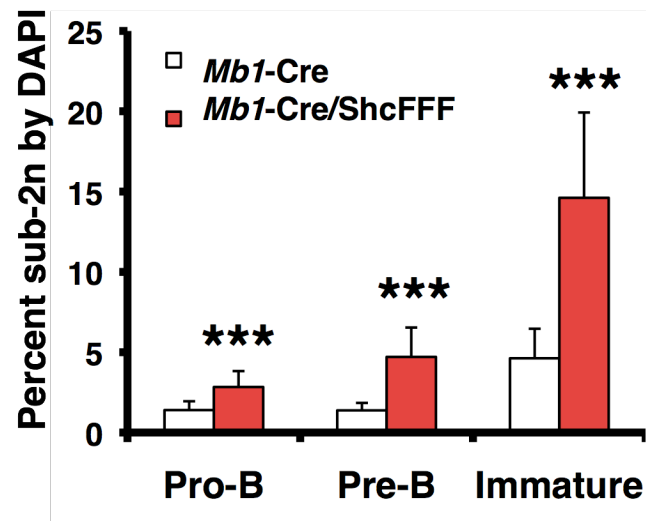 Percent sub-2n by DAPI
25
20
15
10
5
0
Mb1-Cre
Mb1-Cre/ShcFFF
***
***
***
Pro-B Pre-B Immature